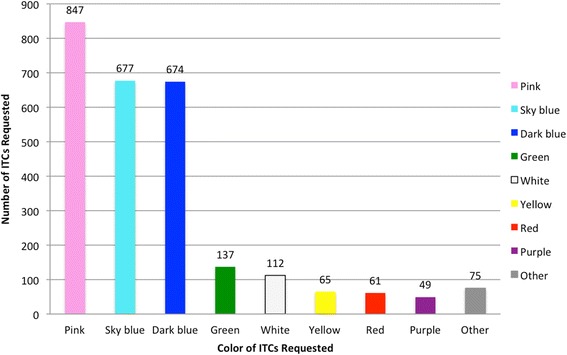 Number of ITCs Requested
900
800
700
600
500
400
300
200
100
0
847
677
674
137
112
65
61
49
75
Pink
Sky blue
Dark blue
Green
White
Yellow
Red
Purple
Other
Color of ITCs Requested
Pink
Sky blue
Dark blue
Green
White
Yellow
Red
Purple
Other